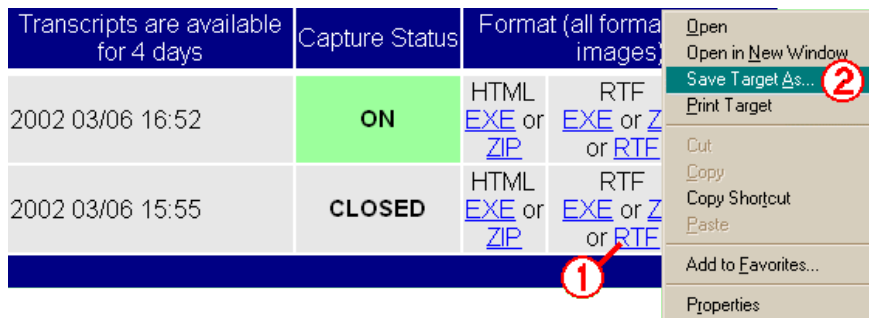 Transcripts are available
for 4 days
Capture Status
Format (all forma
images)
2002 03/06 16:52
ON
HTML
EXE or
ZIP
RTF
EXE or Z
or RTF
2002 03/06 15:55
CLOSED
HTML
EXE or
ZIP
RTF
EXE or Z
or RTF
1
Open
Open in New Window
Save Target As...
2
Print Target
Cut
Copy
Copy Shortcut
Paste
Add to Favorites...
Properties